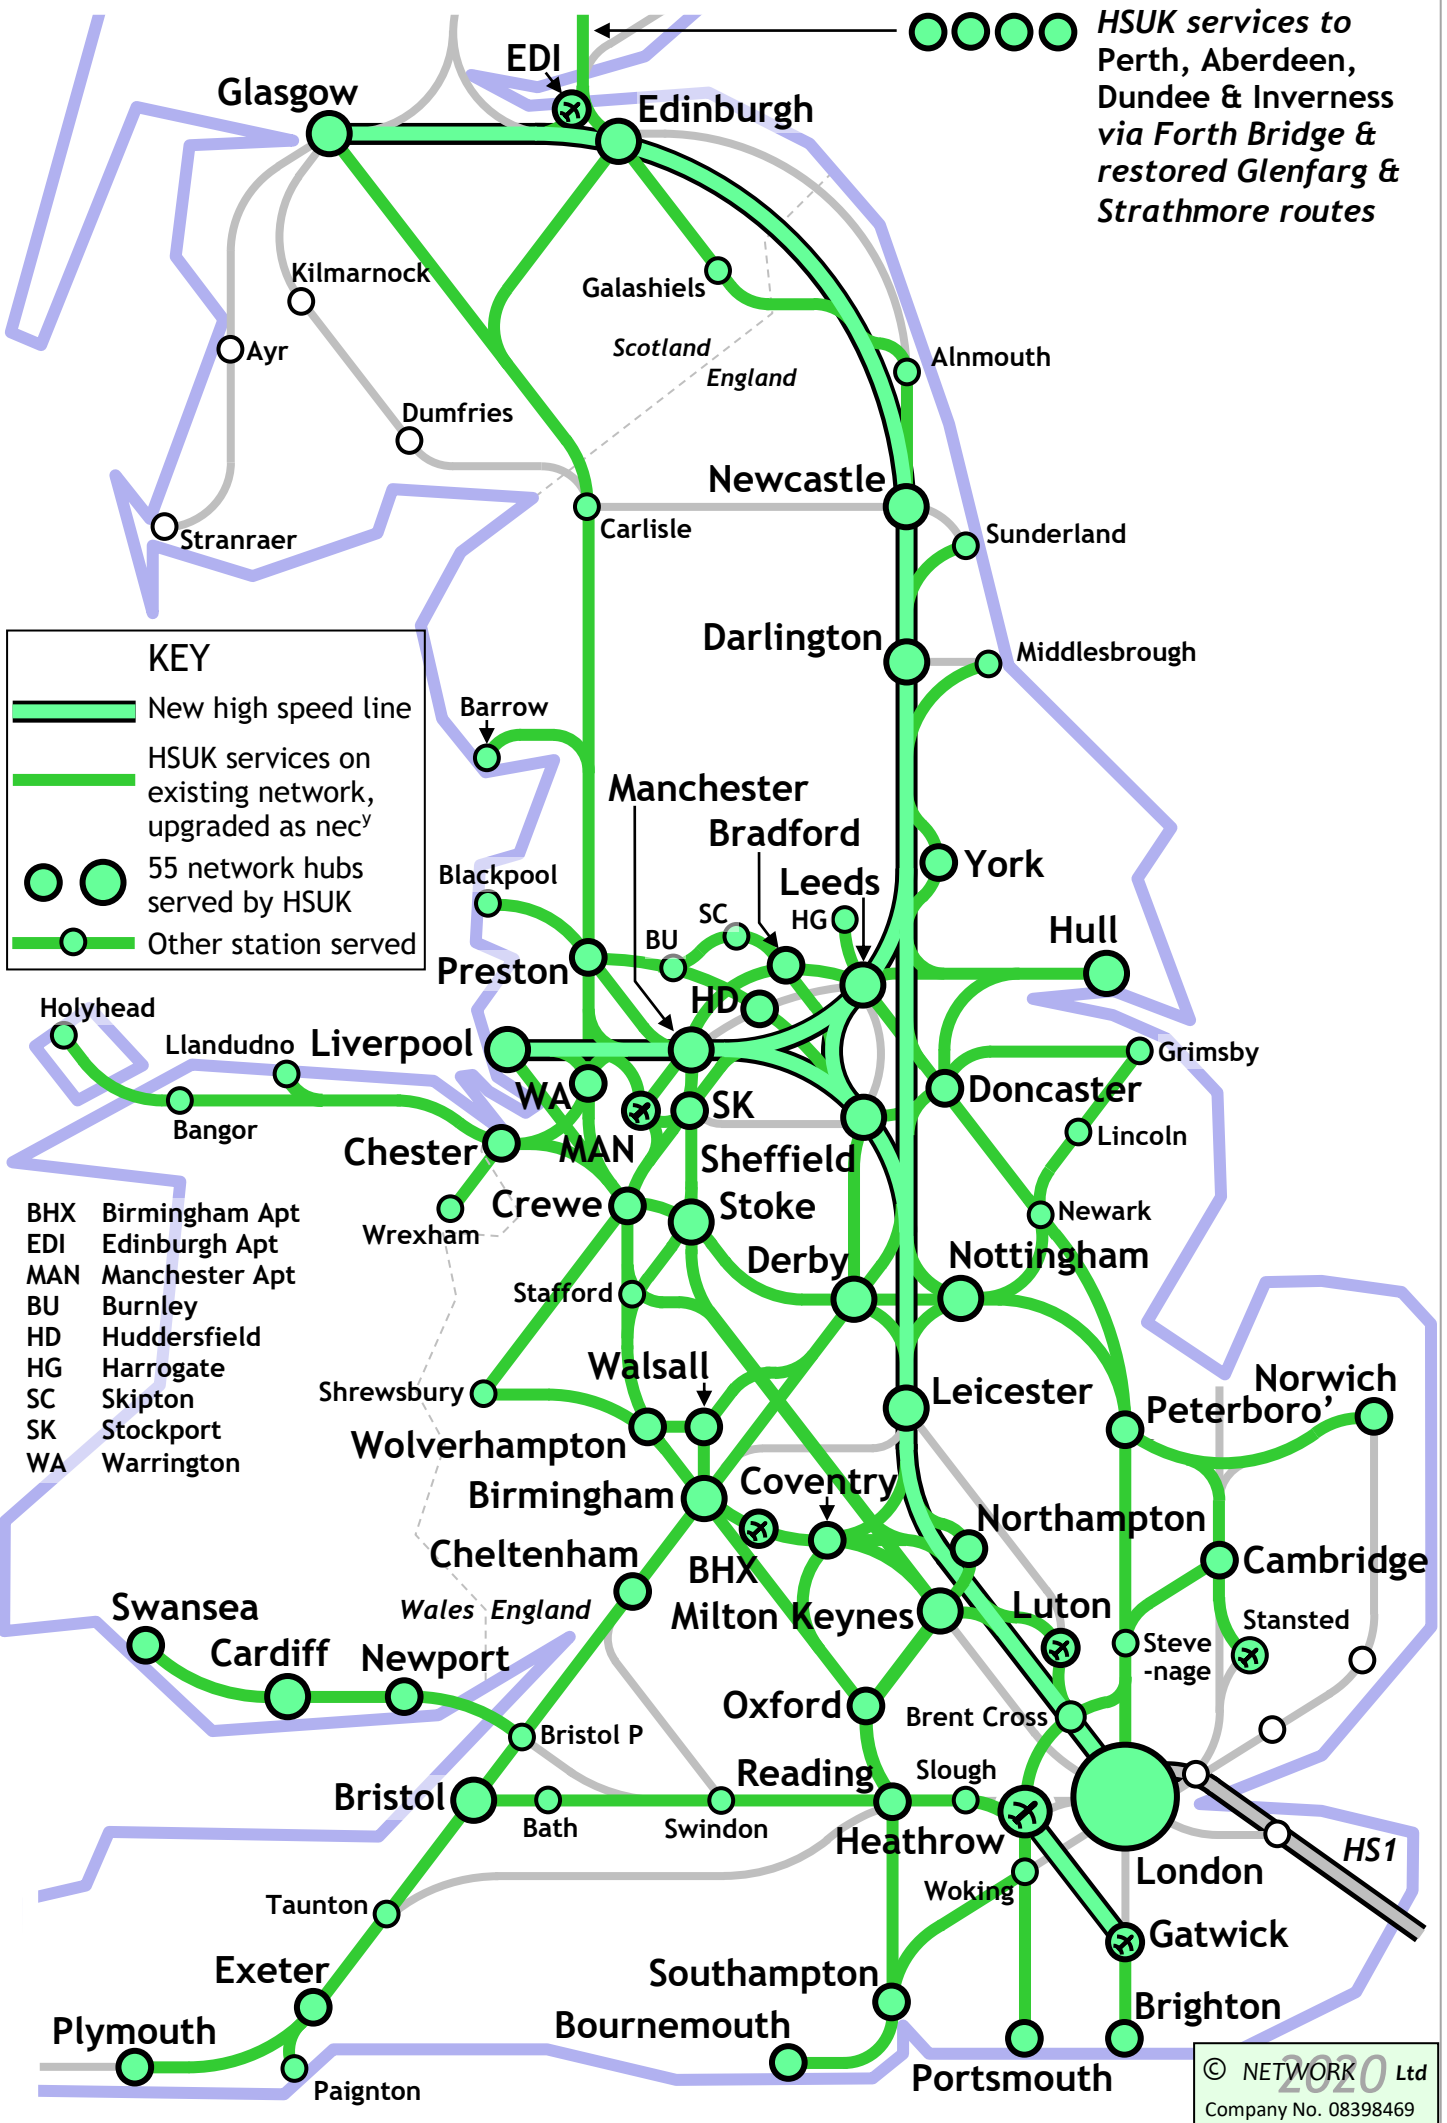 HSUK services to
Perth, Aberdeen,
Dundee & Inverness
via Forth Bridge &
restored Glenfarg &
Strathmore routes
EDI
Glasgow
Edinburgh
Kilmarnock
Galashiels
Ayr
Scotland
England
Alnmouth
Dumfries
Newcastle
Stranraer
Carlisle
Sunderland
Darlington
Middlesbrough
KEY
New high speed line
HSUK services on
existing network,
upgraded as necy
55 network hubs
served by HSUK
Other station served
Barrow
Manchester
Bradford
Leeds
York
Blackpool
SC
HG
BU
Hull
Preston
HD
Holyhead
Llandudno
Liverpool
Grimsby
WA
Doncaster
Bangor
SK
Lincoln
Chester
MAN
Sheffield
Crewe
Stoke
Newark
Wrexham
BHX Birmingham Apt
EDI Edinburgh Apt
MAN Manchester Apt
BU Burnley
HD Huddersfield
HG Harrogate
SC Skipton
SK Stockport
WA Warrington
Derby
Nottingham
Stafford
Walsall
Shrewsbury
Leicester
Norwich
Peterboro'
Wolverhampton
Birmingham
Coventry
Northampton
Cheltenham
BHX
Cambridge
Swansea
Wales England
Milton Keynes
Luton
Stansted
Cardiff
Newport
Steve
-nage
Oxford
Brent Cross
Bristol P
Reading
Slough
Bristol
Bath
Swindon
Heathrow
HS1
London
Woking
Taunton
Gatwick
Exeter
Southampton
Brighton
Plymouth
Bournemouth
Portsmouth
Paignton
© NETWORK 2020 Ltd
Company No. 08398469